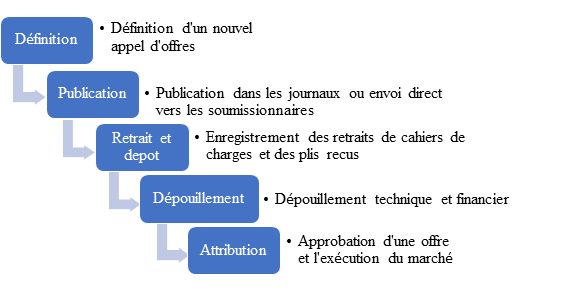 Définition
• Définition d'un nouvel
appel d'offres
Publication
• Publication dans les journaux ou envoi direct
vers les soumissionnaires
Retrait et
depot
• Enregistrement des retraits de cahiers de
charges et des plis recus
Dépouillement
• Dépouillement technique et financier
Attribution
• Approbation d'une offre
et l'exécution du marché